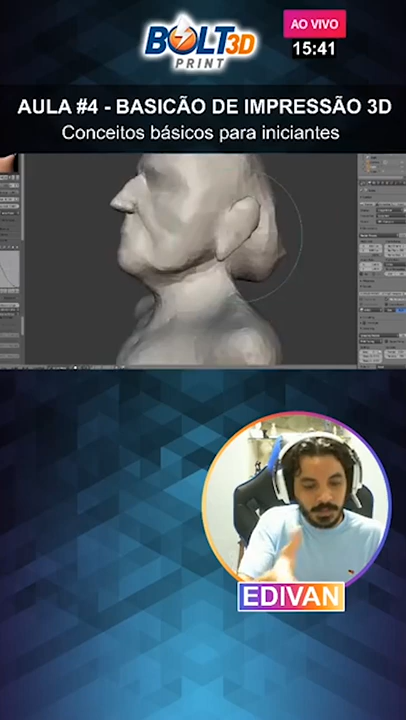 AO VIVO
BOLT3D
PRINT
15:41
AULA #4 - BASICÃO DE IMPRESSÃO 3D
Conceitos básicos para iniciantes
EDIVAN